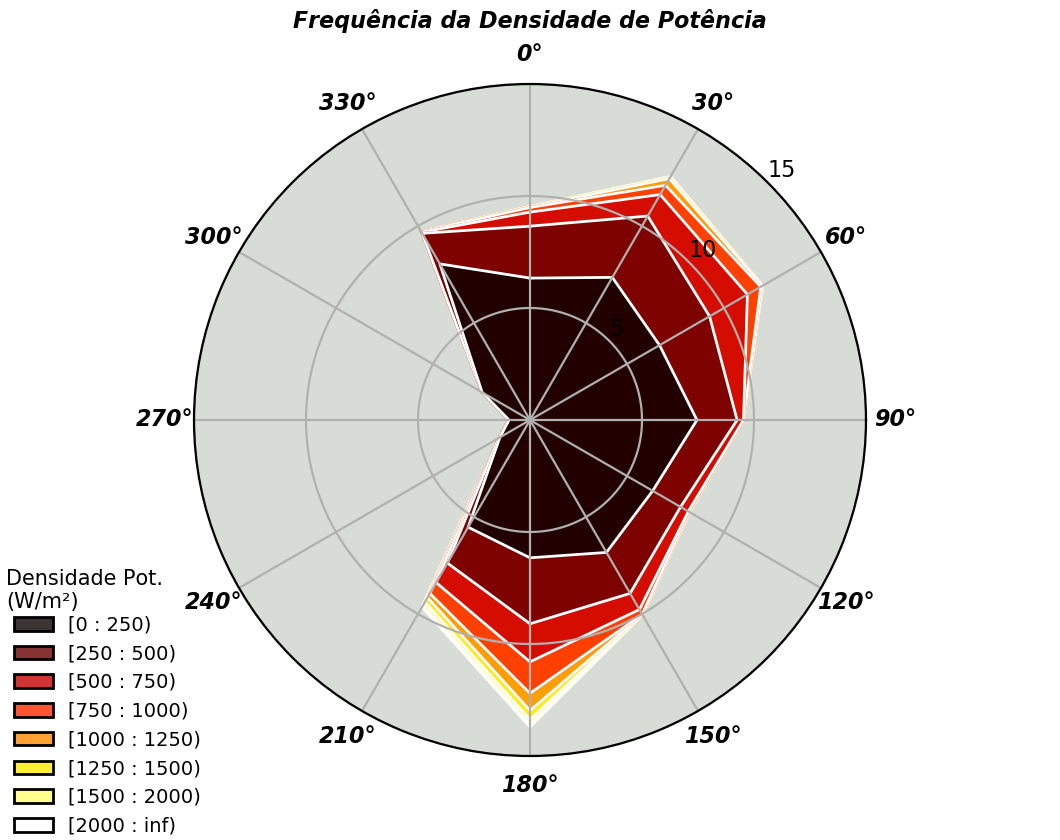 Frequência da Densidade de Potência
0°
330°
30°
15
300°
60°
10
5
270°
90°
240°
120°
210°
150°
180°
Densidade Pot.
(W/m²)
[0 : 250)
[250 : 500)
[500 : 750)
[750 : 1000)
[1000 : 1250)
[1250 : 1500)
[1500 : 2000)
[2000 : inf)